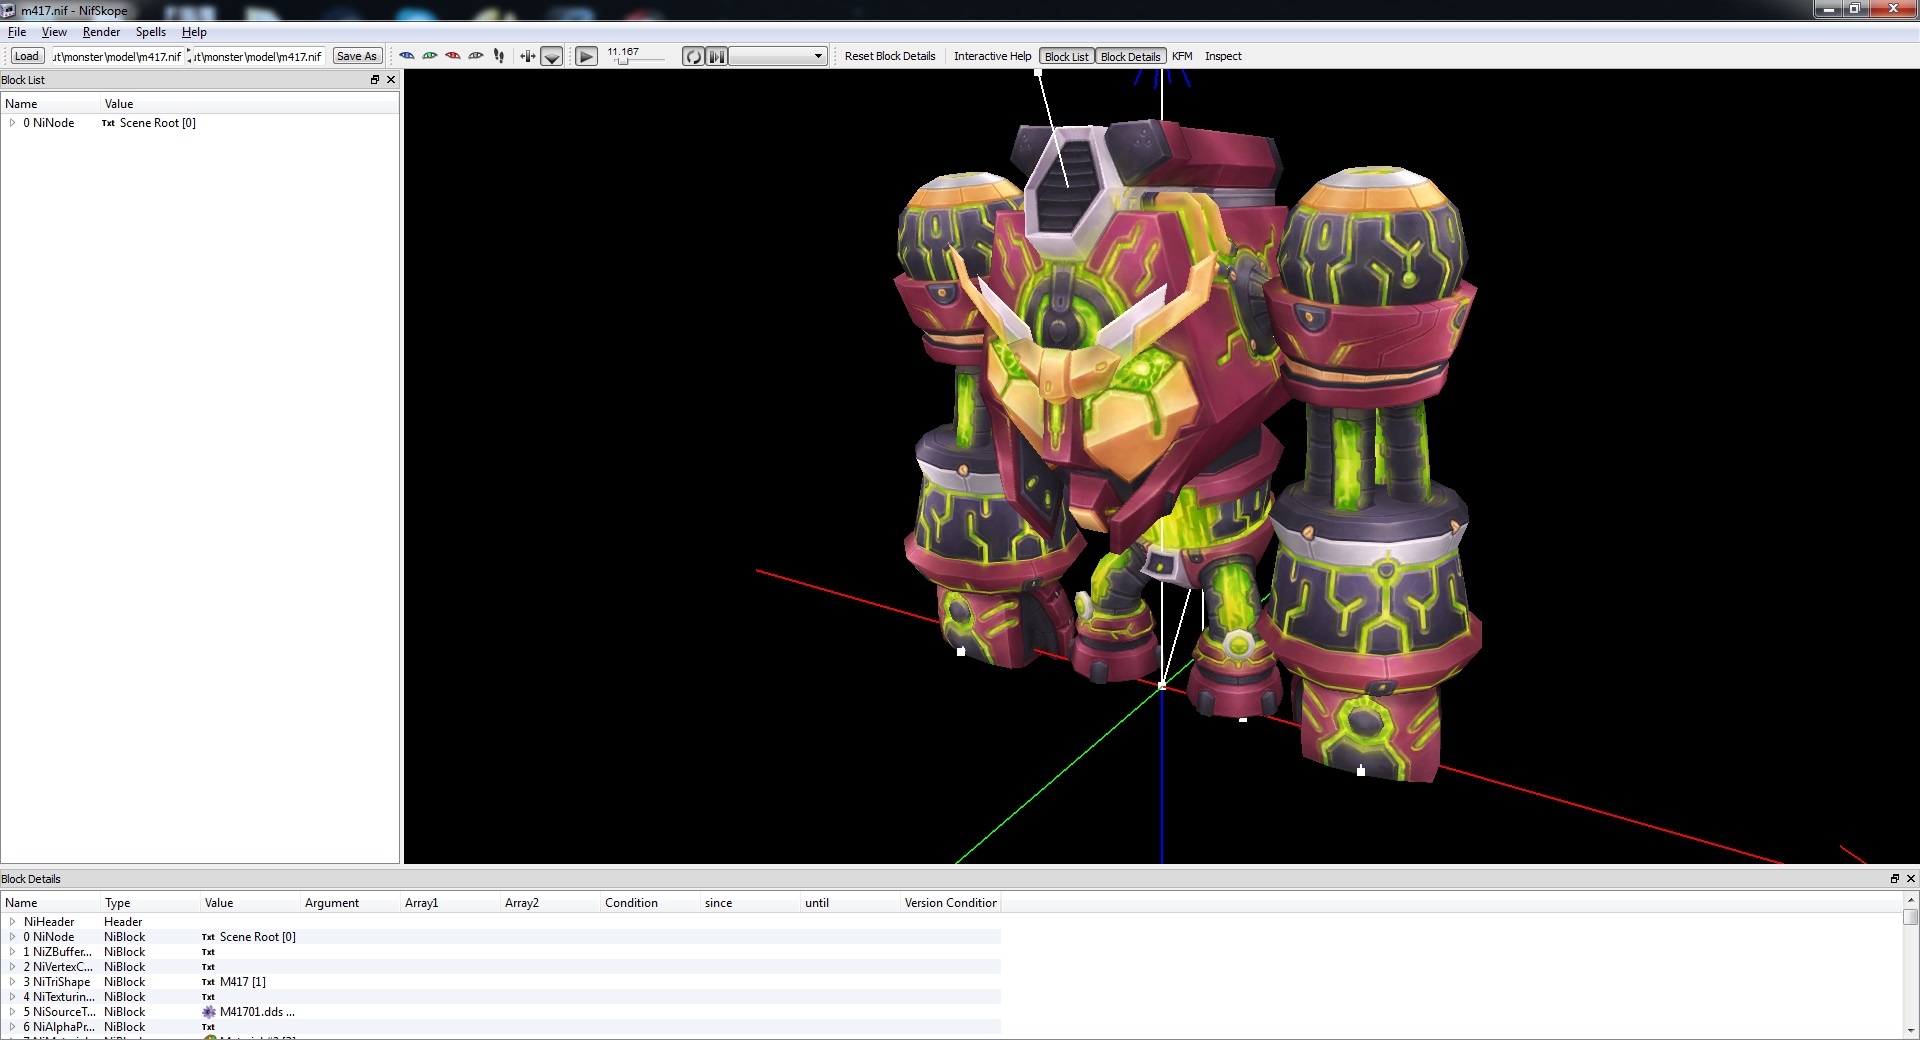 m417.nif - NifSkope
File View Render Spells Help
Load ut\monster\model\m417.nif ut\monster\model\m417.nif Save As 11.167 Reset Block Details Interactive Help Block List Block Details KFM Inspect
Block List
Name Value
0 NiNode Txt Scene Root [0]
Block Details
Name Type Value Argument Array1 Array2 Condition since until Version Condition
NiHeader Header
0 NiNode NiBlock Txt Scene Root [0]
1 NiZBuffer... NiBlock Txt
2 NiVertexC... NiBlock Txt
3 NiTriShape NiBlock Txt M417 [1]
4 NiTexturin... NiBlock Txt
5 NiSourceT... NiBlock M41701.dds ...
6 NiAlphaPr... NiBlock Txt